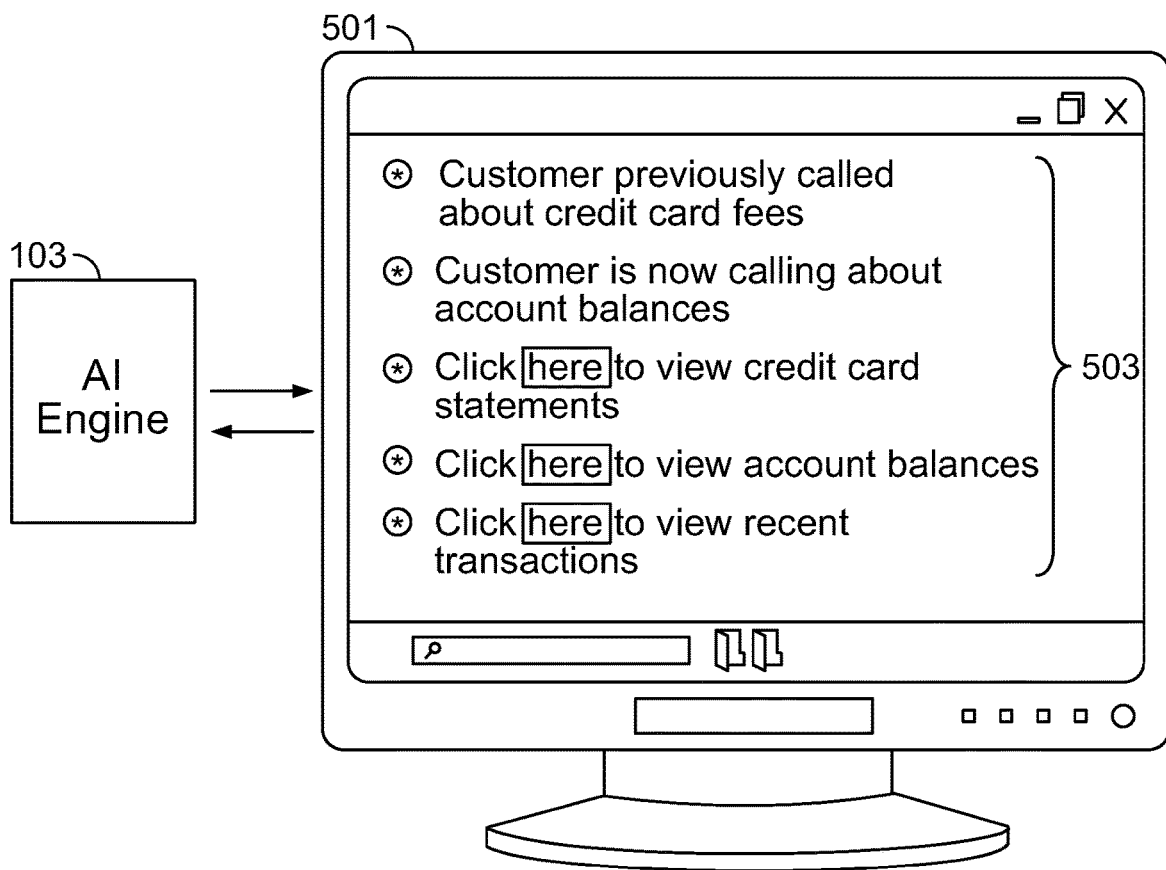 501
103
AI
Engine
Customer previously called
about credit card fees
Customer is now calling about
account balances
Click here to view credit card
statements
Click here to view account balances
Click here to view recent
transactions
503